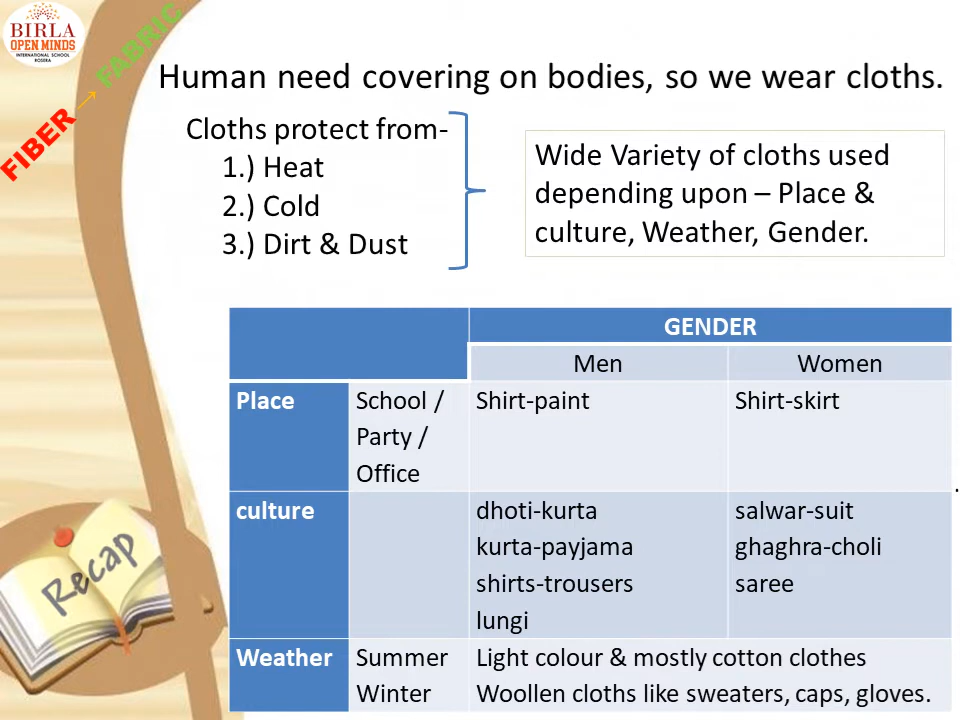 BIRLA
OPEN MINDS
INTERNATIONAL SCHOOL
ROSERA
FIBER → FABRIC
Human need covering on bodies, so we wear cloths.
Cloths protect from-
1.) Heat
2.) Cold
3.) Dirt & Dust
Wide Variety of cloths used
depending upon – Place &
culture, Weather, Gender.
GENDER
Men Women
Place School / Shirt-paint Shirt-skirt
Party /
Office
.
culture dhoti-kurta salwar-suit
kurta-payjama ghaghra-choli
shirts-trousers saree
lungi
Weather Summer Light colour & mostly cotton clothes
Winter Woollen cloths like sweaters, caps, gloves.
Recap